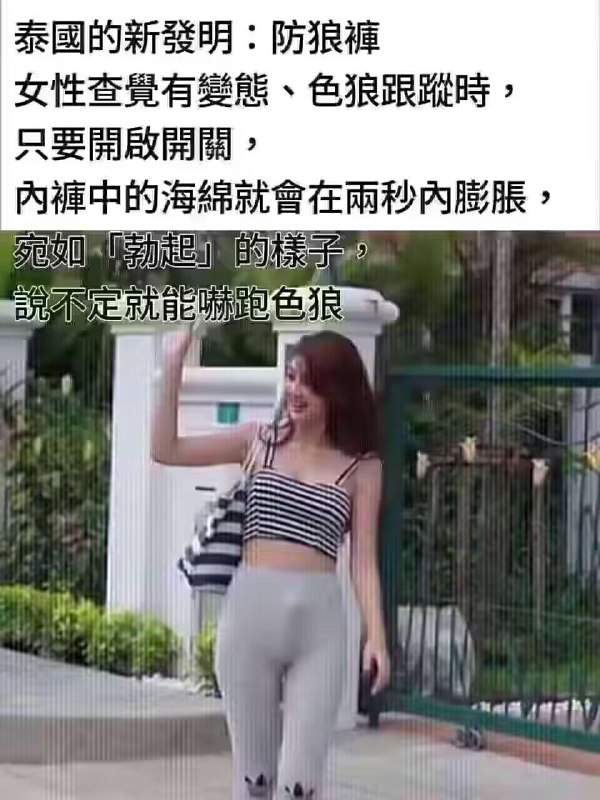 泰國的新發明：防狼褲
女性查覺有變態、色狼跟蹤時，
只要開啟開關，
內褲中的海綿就會在兩秒內膨脹，
宛如「勃起」的樣子，
說不定就能嚇跑色狼